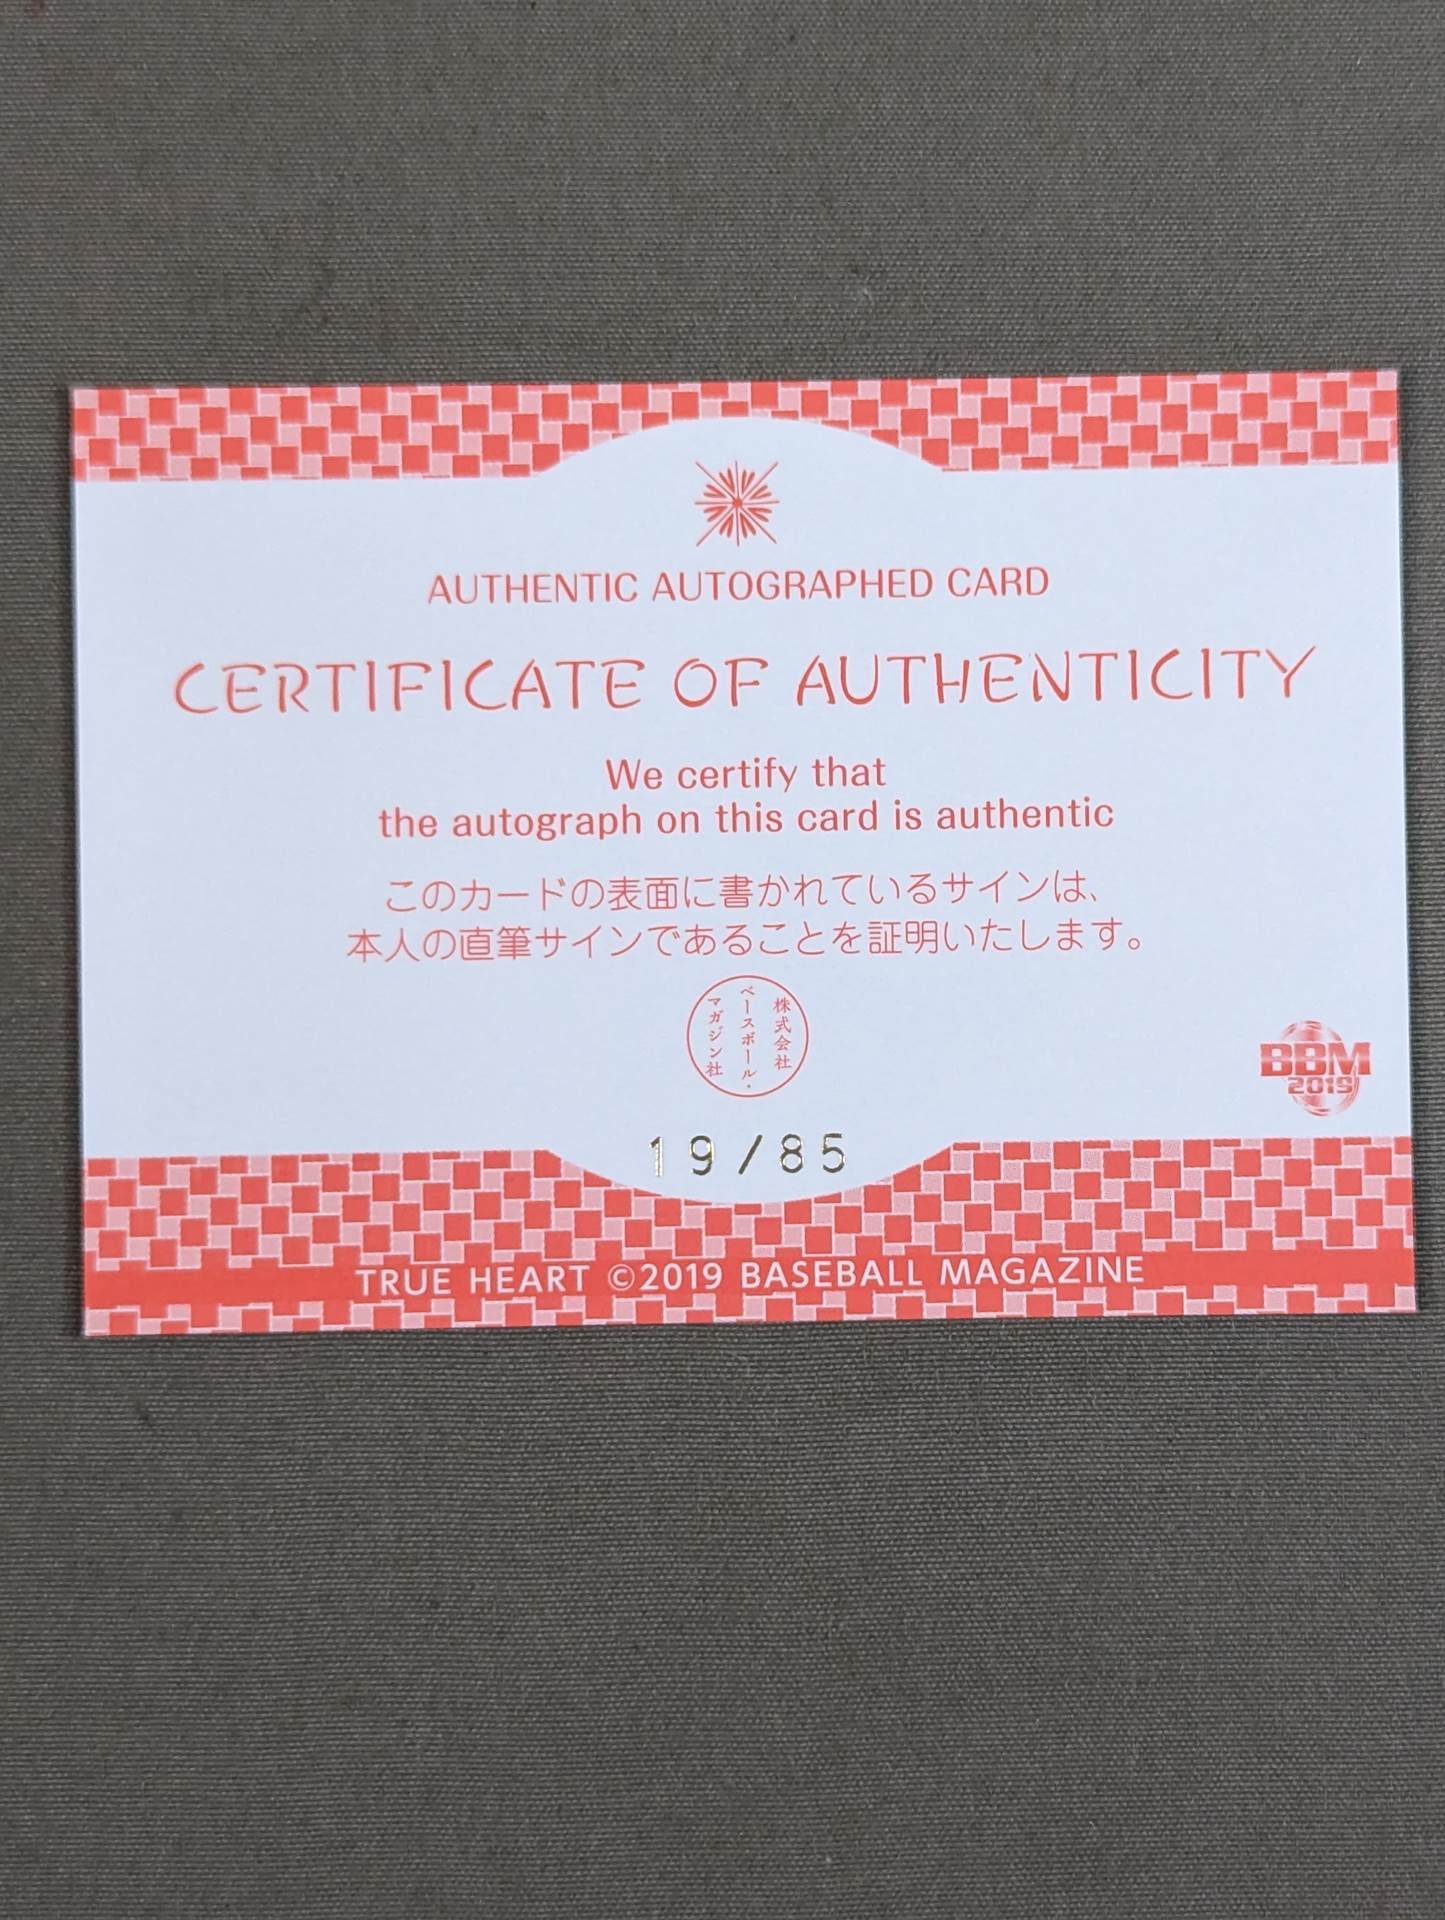 AUTHENTIC AUTOGRAPHED CARD
CERTIFICATE OF AUTHENTICITY
We certify that
the autograph on this card is authentic
このカードの表面に書かれているサインは、
本人の直筆サインであることを証明いたします。
株式会社
ベースボール・
マガジン社
BBM
2019
19/85
TRUE HEART ©2019 BASEBALL MAGAZINE